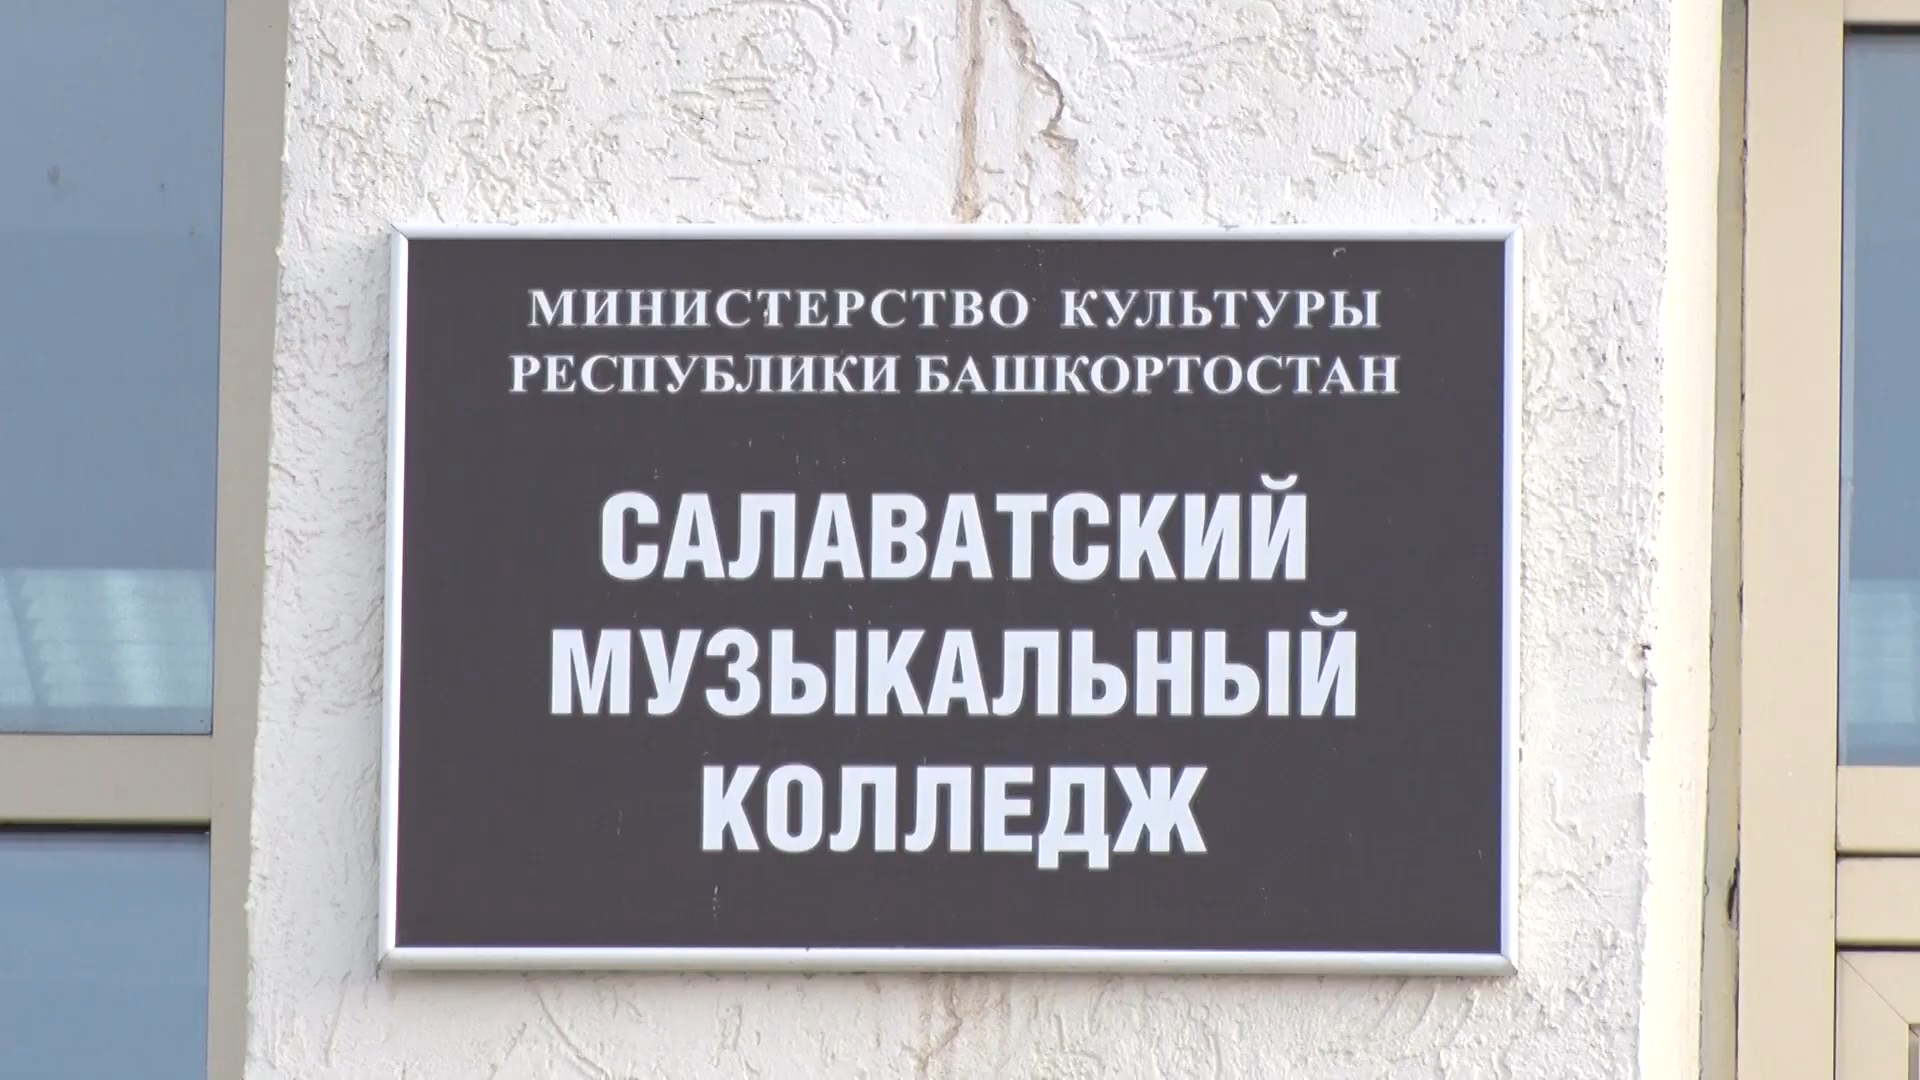 МИНИСТЕРСТВО КУЛЬТУРЫ
РЕСПУБЛИКИ БАШКОРТОСТАН
САЛАВАТСКИЙ
МУЗЫКАЛЬНЫЙ
КОЛЛЕДЖ